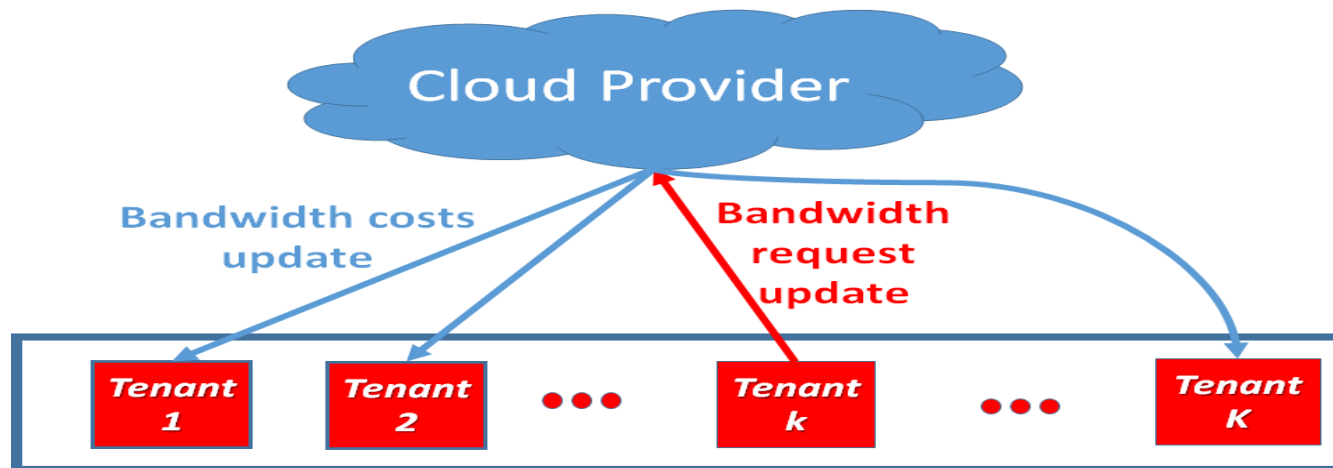 Cloud Provider
Bandwidth costs
update
Bandwidth
request
update
Tenant
1
Tenant
2
Tenant
k
Tenant
K